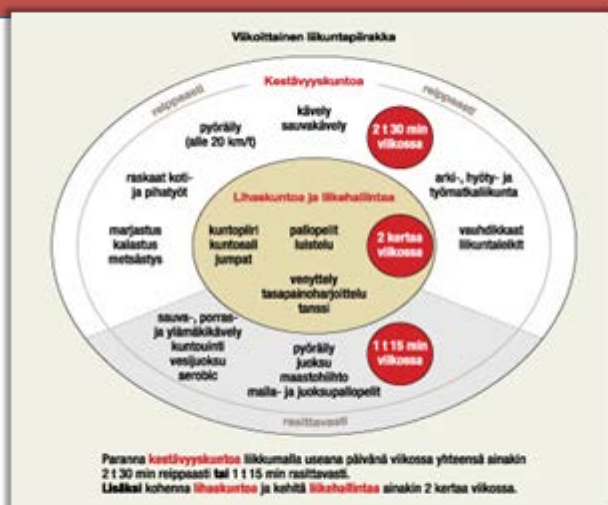 Viikoittainen liikuntapiirakka
Kestävyyskuntoa
reippaasti
reippaasti
kävely
sauvakävely
pyöräily
(alle 20 km/t)
2 t 30 min
viikossa
raskaat koti-
ja pihatyöt
arki-, hyöty- ja
työmatkaliikunta
Lihaskuntoa ja liikehallintaa
marjastus
kalastus
metsästys
kuntopiiri
kuntosali
jumpat
pallopelit
luistelu
2 kertaa
viikossa
vauhdikkaat
liikuntaleikit
venyttely
tasapainoharjoittelu
tanssi
sauva-, porras-
ja ylämäkikävely
kuntouinti
vesijuoksu
aerobic
pyöräily
juoksu
maastohiihto
maila- ja juoksupallopelit
1 t 15 min
viikossa
rasittavasti
Paranna kestävyyskuntoa liikkumalla useana päivänä viikossa yhteensä ainakin
2 t 30 min reippaasti tai 1 t 15 min rasittavasti.
Lisäksi kohenna lihaskuntoa ja kehitä liikehallintaa ainakin 2 kertaa viikossa.